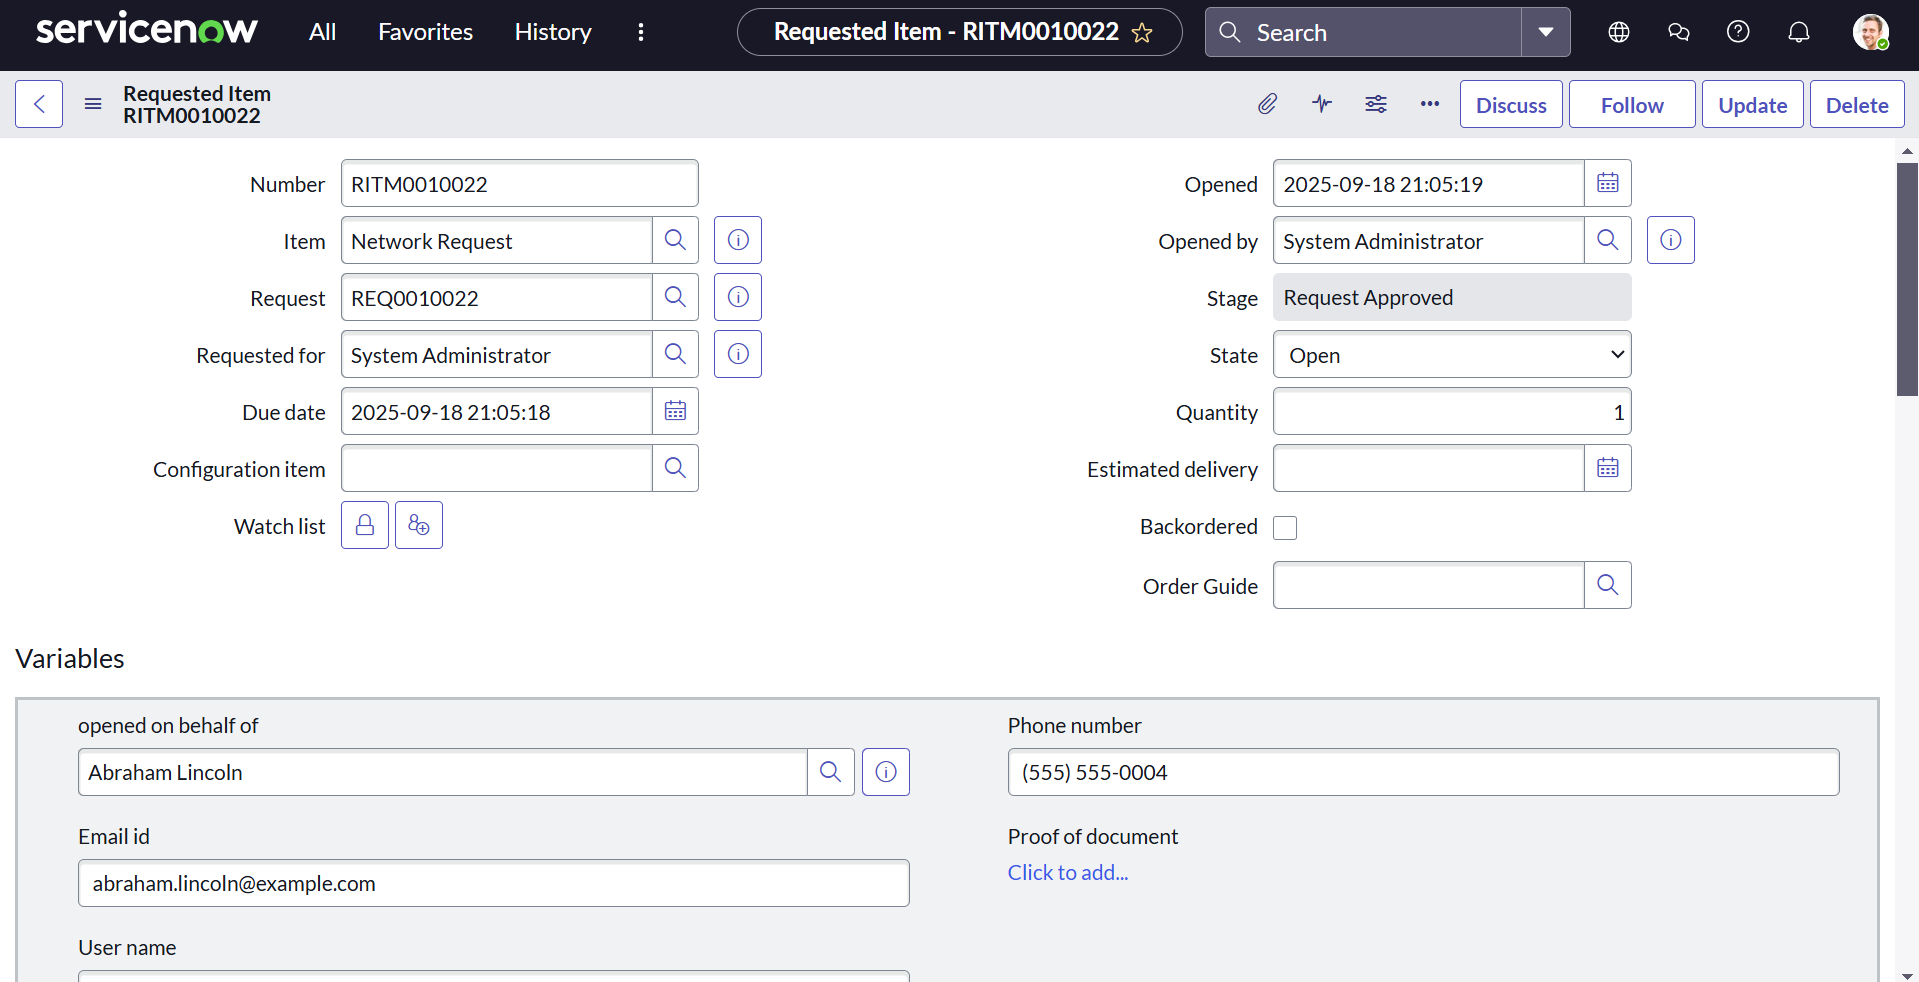 servicenow All Favorites History Requested Item - RITM0010022 Search
Requested Item
RITM0010022
Discuss Follow Update Delete
Number RITM0010022
Item Network Request
Request REQ0010022
Requested for System Administrator
Due date 2025-09-18 21:05:18
Configuration item
Watch list
Opened 2025-09-18 21:05:19
Opened by System Administrator
Stage Request Approved
State Open
Quantity 1
Estimated delivery
Backordered
Order Guide
Variables
opened on behalf of
Abraham Lincoln
Email id
abraham.lincoln@example.com
User name
Phone number
(555) 555-0004
Proof of document
Click to add...